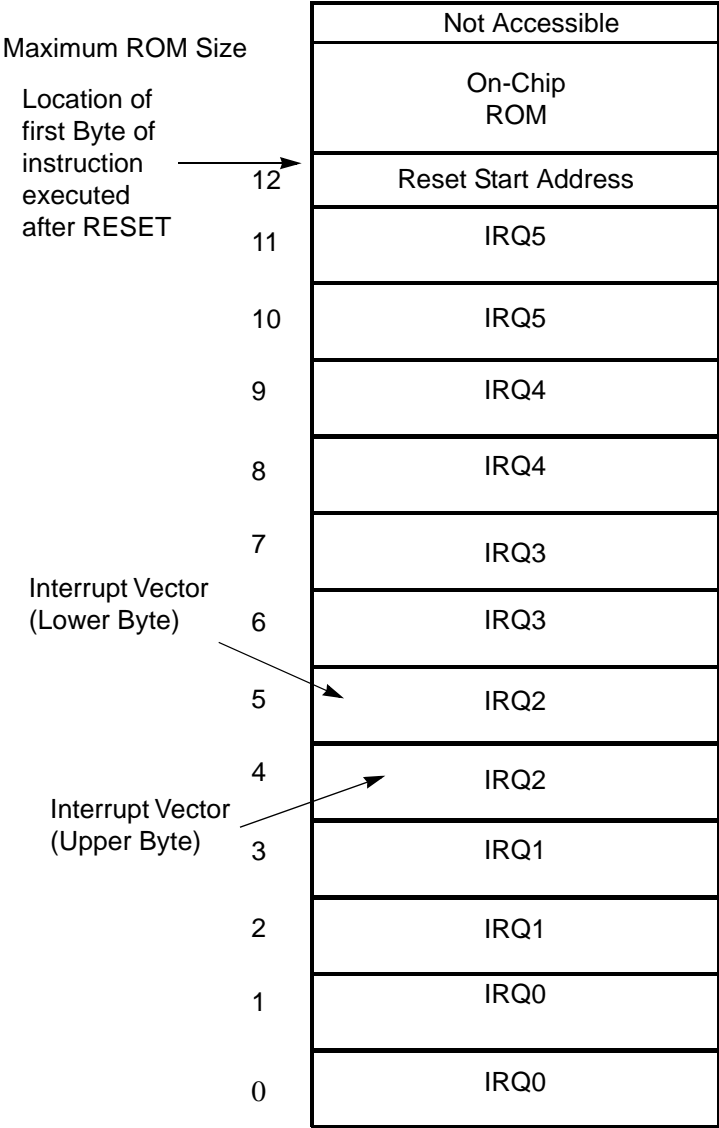 Not Accessible
Maximum ROM Size
On-Chip
ROM
Location of
first Byte of
instruction
executed
after RESET
12
Reset Start Address
11
IRQ5
10
IRQ5
9
IRQ4
8
IRQ4
7
IRQ3
Interrupt Vector
(Lower Byte)
6
IRQ3
5
IRQ2
4
IRQ2
Interrupt Vector
(Upper Byte)
3
IRQ1
2
IRQ1
1
IRQ0
0
IRQ0